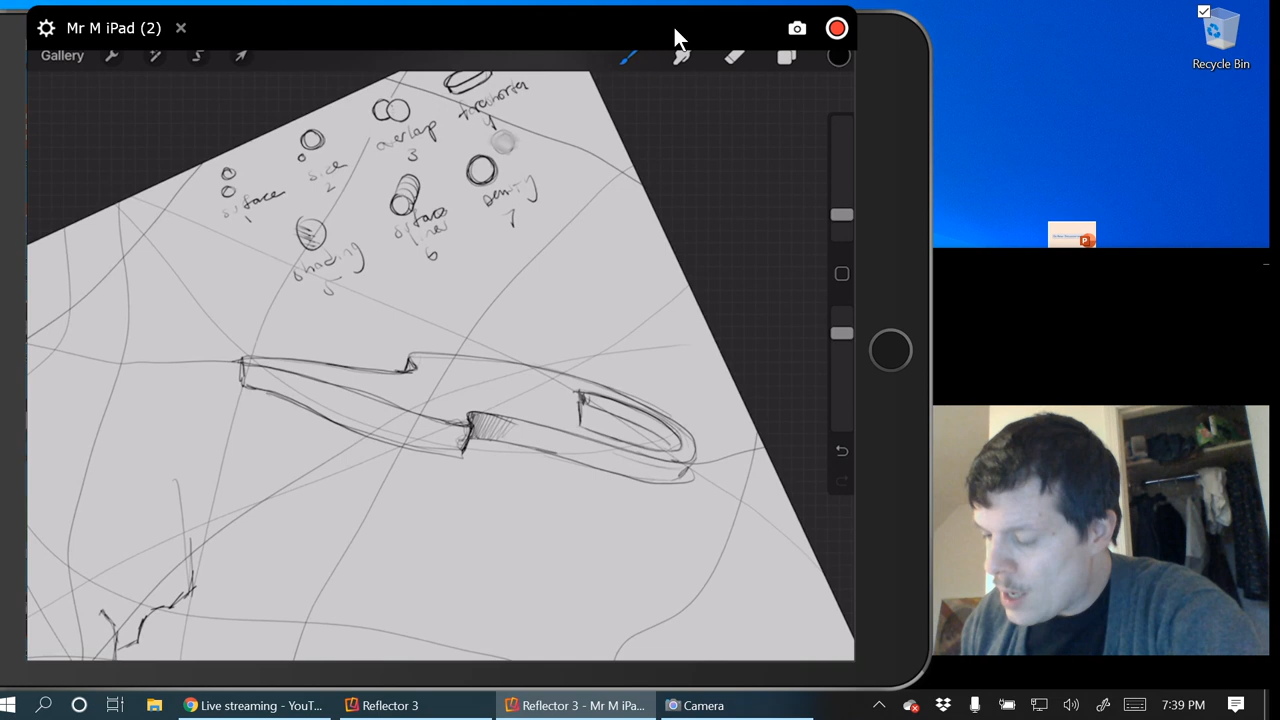 Mr M iPad (2)
Gallery
Recycle Bin
foreshorten
4
overlap
3
size
2
surface
1
density
7
surface
6
shading
5
Live streaming - YouT...
Reflector 3
Reflector 3 - Mr M iPa...
Camera
7:39 PM